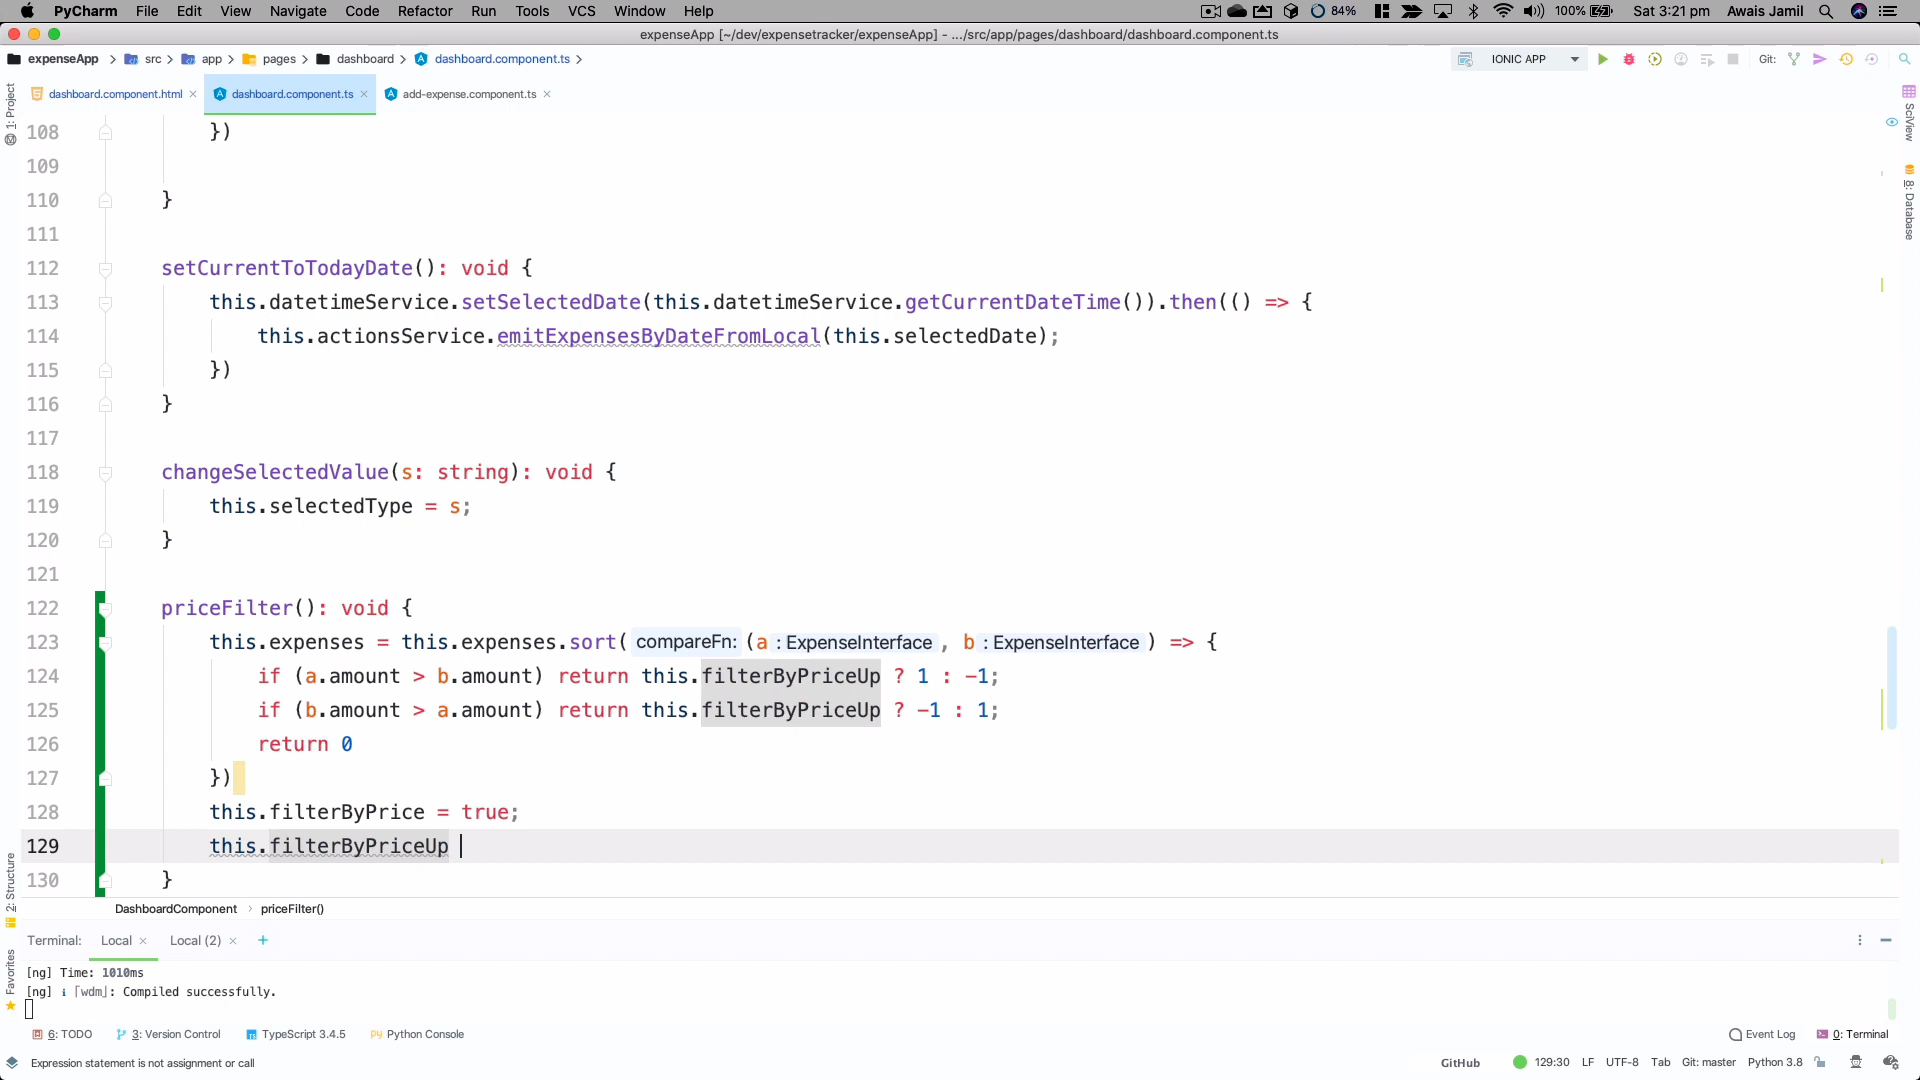 PyCharm File Edit View Navigate Code Refactor Run Tools VCS Window Help 84% 100% Sat 3:21 pm Awais Jamil
expenseApp [~/dev/expensetracker/expenseApp] - .../src/app/pages/dashboard/dashboard.component.ts
expenseApp src app pages dashboard dashboard.component.ts IONIC APP Git:
dashboard.component.html dashboard.component.ts add-expense.component.ts
1: Project
SciView
8: Database
108 })
109
110 }
111
112 setCurrentToTodayDate(): void {
113 this.datetimeService.setSelectedDate(this.datetimeService.getCurrentDateTime()).then(() => {
114 this.actionsService.emitExpensesByDateFromLocal(this.selectedDate);
115 })
116 }
117
118 changeSelectedValue(s: string): void {
119 this.selectedType = s;
120 }
121
122 priceFilter(): void {
123 this.expenses = this.expenses.sort( compareFn: (a : ExpenseInterface , b : ExpenseInterface ) => {
124 if (a.amount > b.amount) return this.filterByPriceUp ? 1 : -1;
125 if (b.amount > a.amount) return this.filterByPriceUp ? -1 : 1;
126 return 0
127 })
128 this.filterByPrice = true;
129 this.filterByPriceUp
130 }
2: Structure
Favorites
DashboardComponent priceFilter()
Terminal: Local Local (2) +
[ng] Time: 1010ms
[ng] ℹ ｢wdm｣: Compiled successfully.
6: TODO 3: Version Control TypeScript 3.4.5 Python Console Event Log 0: Terminal
Expression statement is not assignment or call GitHub 129:30 LF UTF-8 Tab Git: master Python 3.8